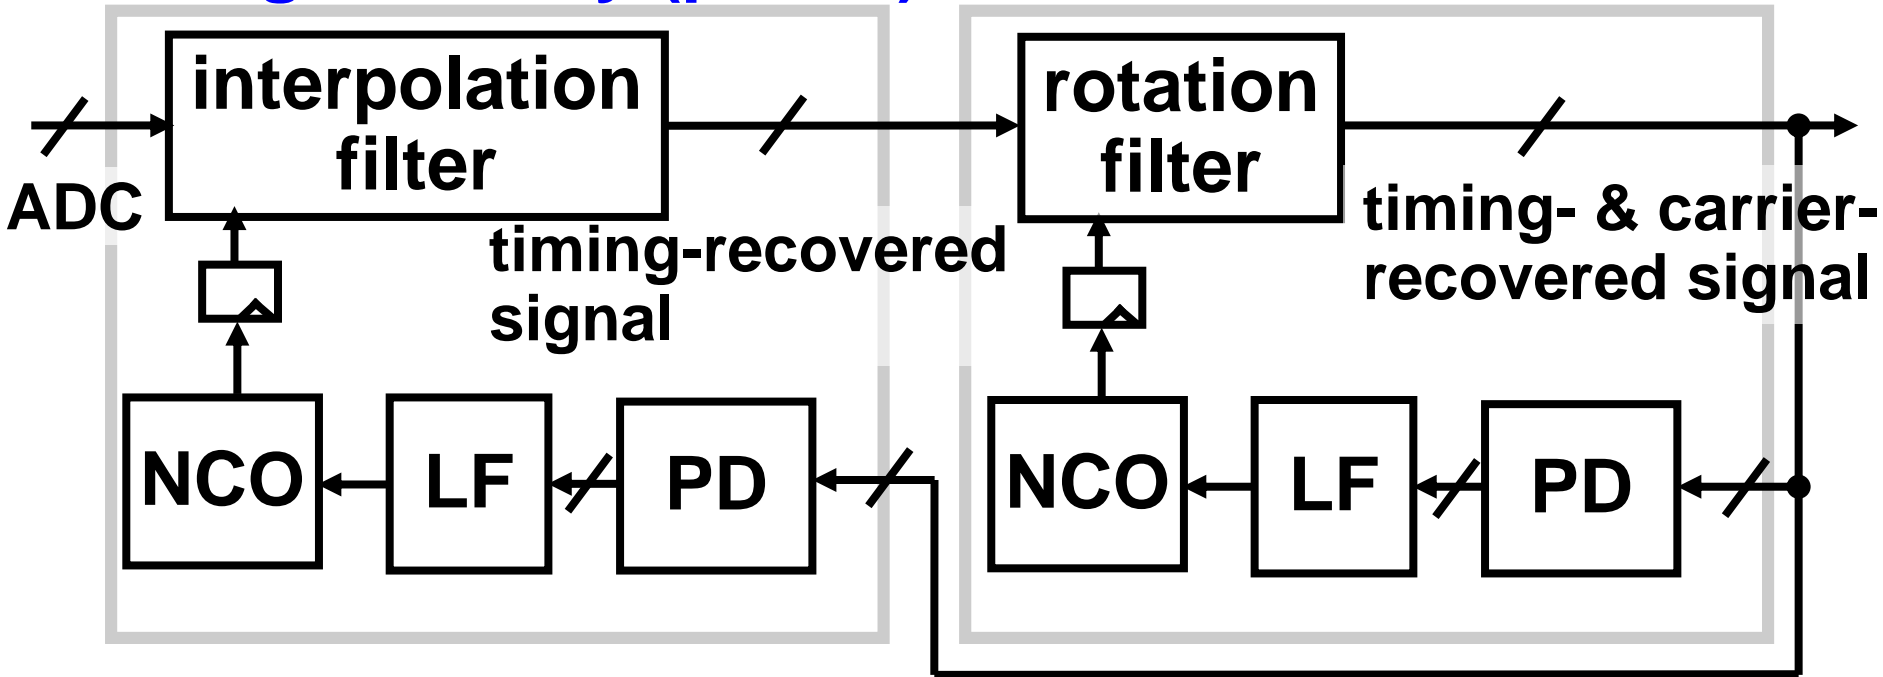 interpolation
filter
rotation
filter
ADC
timing-recovered
signal
timing- & carrier-
recovered signal
NCO
LF
PD
NCO
LF
PD